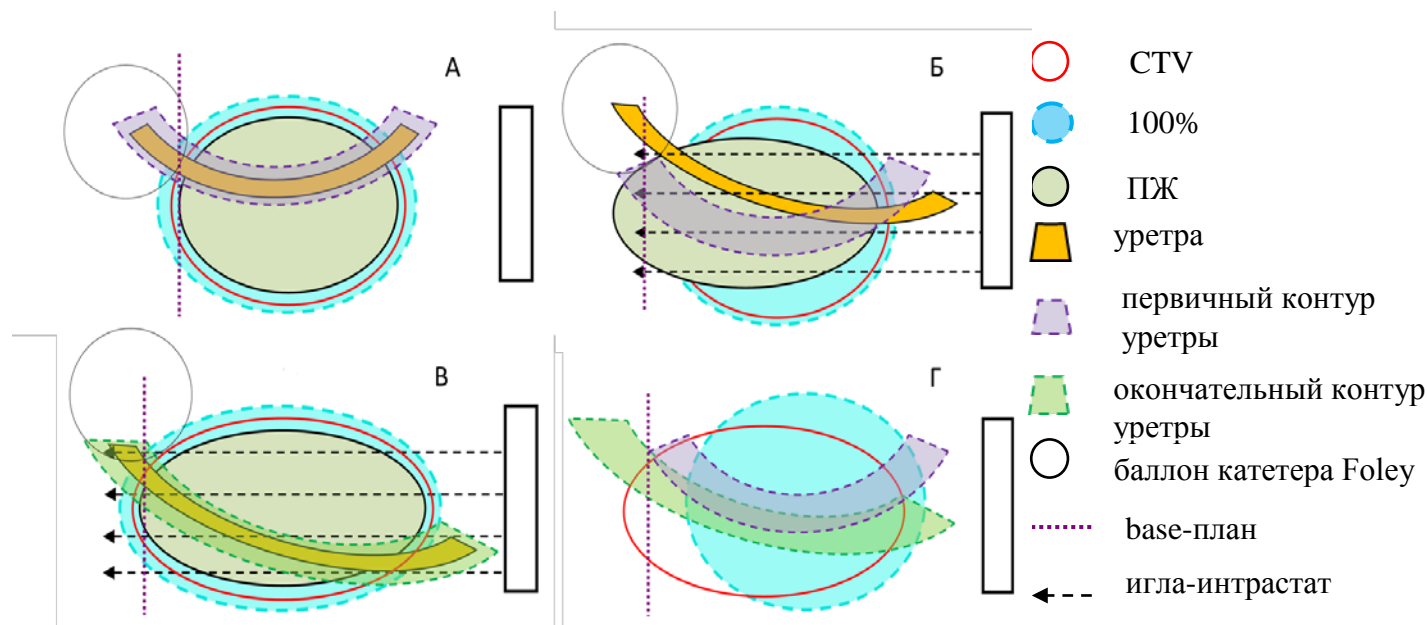 А
Б
В
Г
CTV
100%
ПЖ
уретра
первичный контур
уретры
окончательный контур
уретры
баллон катетера Foley
base-план
игла-интрастат